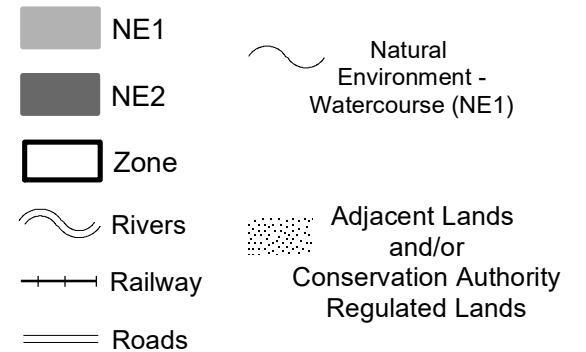 NE1
NE2
Zone
Rivers
Railway
Roads
Natural
Environment -
Watercourse (NE1)
Adjacent Lands
and/or
Conservation Authority
Regulated Lands